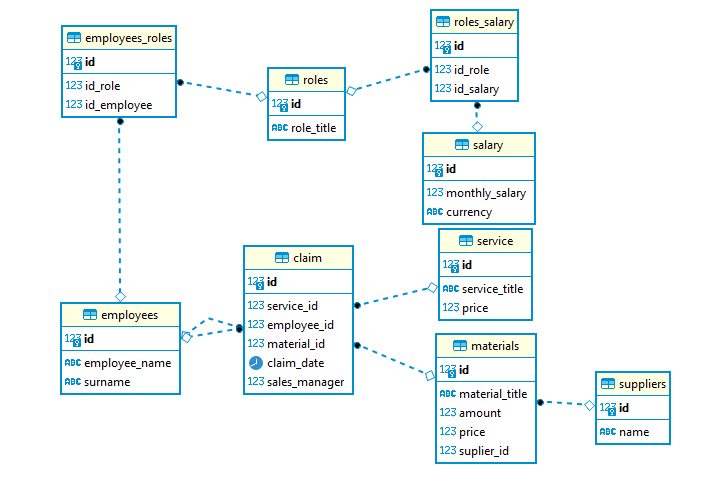 employees_roles
123 id
123 id_role
123 id_employee
roles
123 id
ABC role_title
roles_salary
123 id
123 id_role
123 id_salary
salary
123 id
123 monthly_salary
ABC currency
service
123 id
ABC service_title
123 price
claim
123 id
123 service_id
123 employee_id
123 material_id
claim_date
123 sales_manager
employees
123 id
ABC employee_name
ABC surname
materials
123 id
ABC material_title
123 amount
123 price
123 suplier_id
suppliers
123 id
ABC name